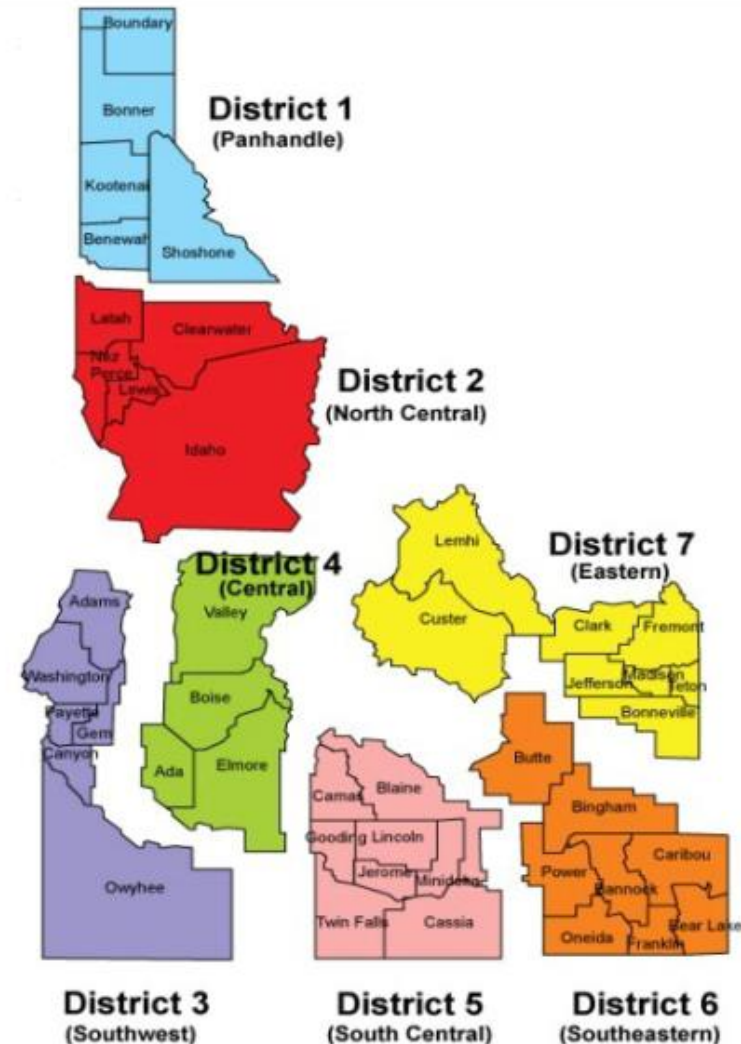 Boundary
Bonner
District 1
(Panhandle)
Kootenai
Benewah
Shoshone
Latah
Clearwater
Nez
Perce
Lewis
District 2
(North Central)
Idaho
Lemhi
District 7
(Eastern)
District 4
(Central)
Adams
Valley
Custer
Clark
Fremont
Washington
Madison
Jefferson
Teton
Boise
Payette
Bonneville
Gem
Canyon
Butte
Ada
Elmore
Camas
Blaine
Bingham
Gooding
Lincoln
Caribou
Jerome
Minidoka
Power
Bannock
Owyhee
Twin Falls
Cassia
Bear Lake
Oneida
Franklin
District 3
(Southwest)
District 5
(South Central)
District 6
(Southeastern)